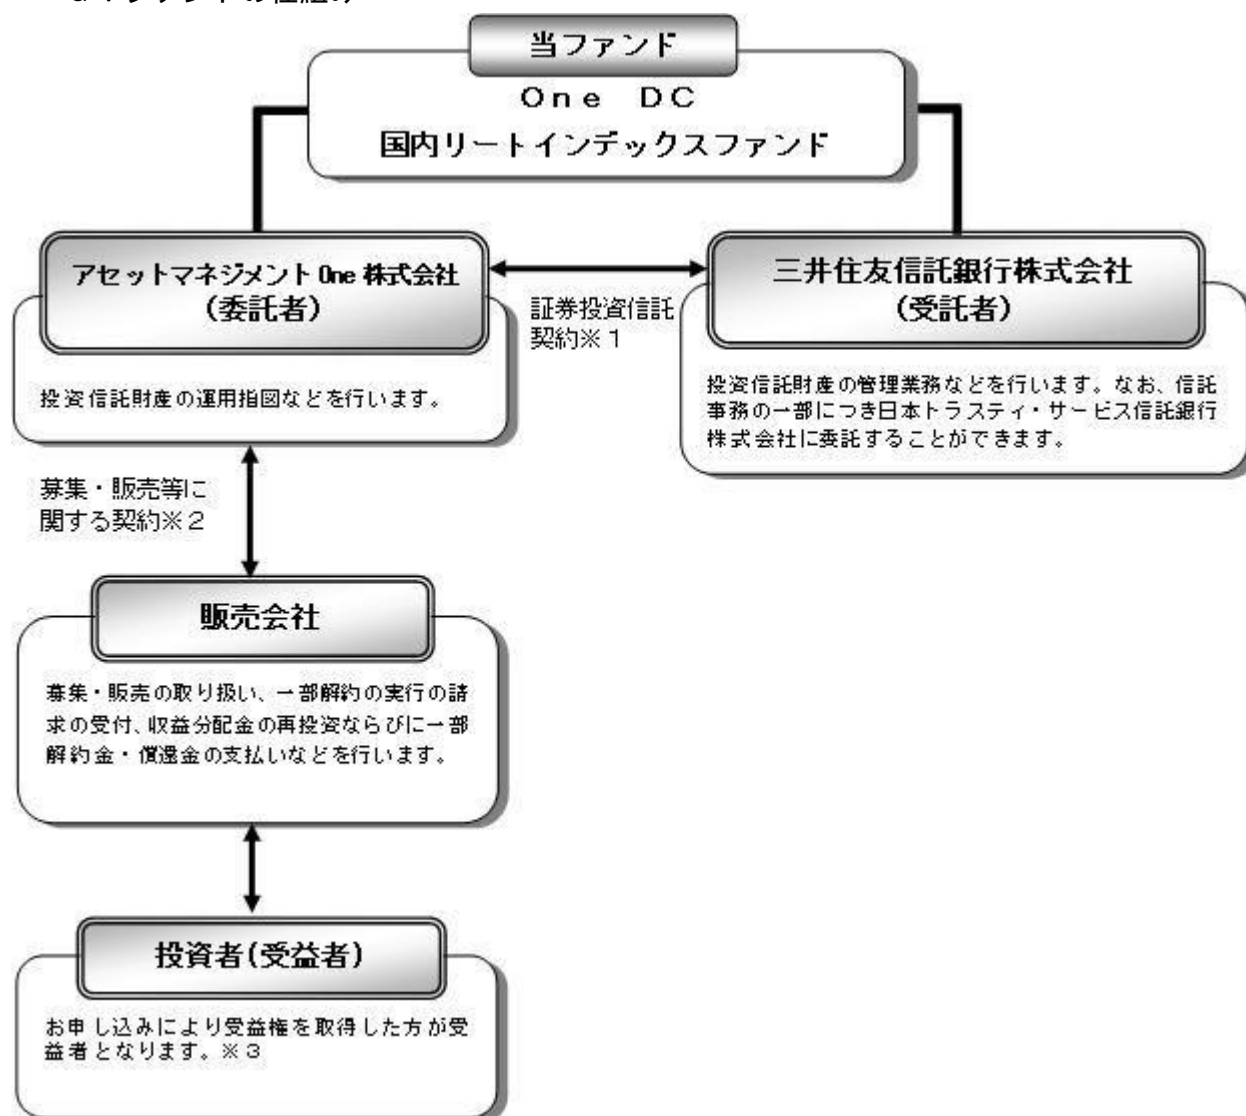 当ファンド
One DC
国内リートインデックスファンド
アセットマネジメントOne株式会社
(委託者)
投資信託財産の運用指図などを行います。
証券投資信託
契約※1
三井住友信託銀行株式会社
(受託者)
投資信託財産の管理業務などを行います。なお、信託
事務の一部につき日本トラスティ・サービス信託銀行
株式会社に委託することができます。
募集・販売等に
関する契約※2
販売会社
募集・販売の取り扱い、一部解約の実行の請
求の受付、収益分配金の再投資ならびに一部
解約金・償還金の支払いなどを行います。
投資者(受益者)
お申し込みにより受益権を取得した方が受
益者となります。※3